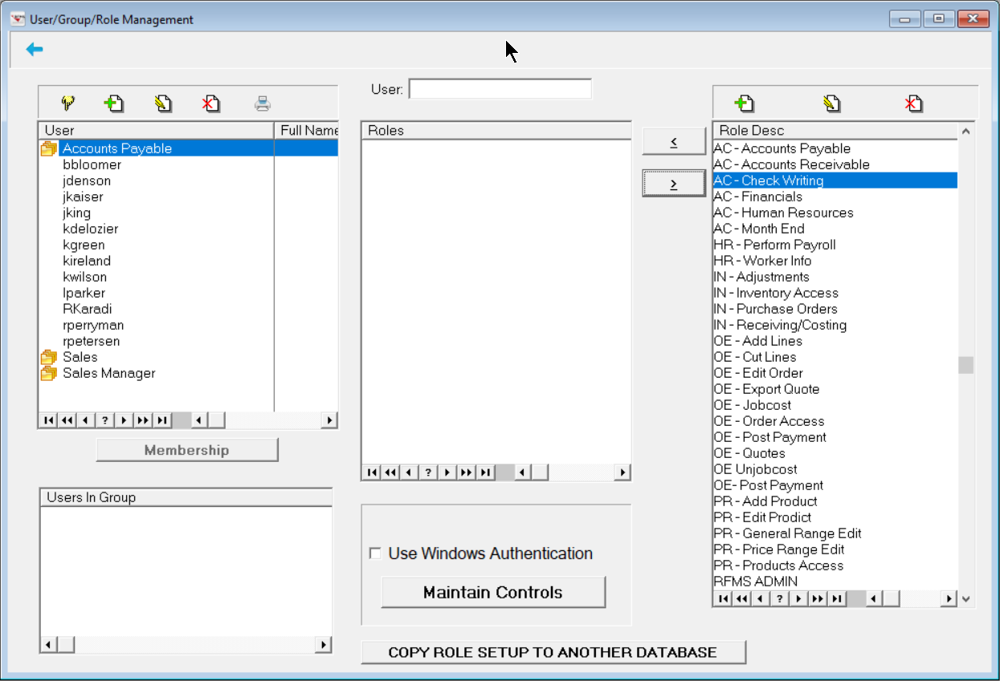 User/Group/Role Management
User:
User Full Name
Accounts Payable
bbloomer
jdenson
jkaiser
jking
kdelozier
kgreen
kireland
kwilson
lparker
RKaradi
rperryman
rpetersen
Sales
Sales Manager
?
Membership
Users In Group
Roles
?
<
>
Use Windows Authentication
Maintain Controls
COPY ROLE SETUP TO ANOTHER DATABASE
Role Desc
AC - Accounts Payable
AC - Accounts Receivable
AC - Check Writing
AC - Financials
AC - Human Resources
AC - Month End
HR - Perform Payroll
HR - Worker Info
IN - Adjustments
IN - Inventory Access
IN - Purchase Orders
IN - Receiving/Costing
OE - Add Lines
OE - Cut Lines
OE - Edit Order
OE - Export Quote
OE - Jobcost
OE - Order Access
OE - Post Payment
OE - Quotes
OE Unjobcost
OE- Post Payment
PR - Add Product
PR - Edit Prodict
PR - General Range Edit
PR - Price Range Edit
PR - Products Access
RFMS ADMIN
?